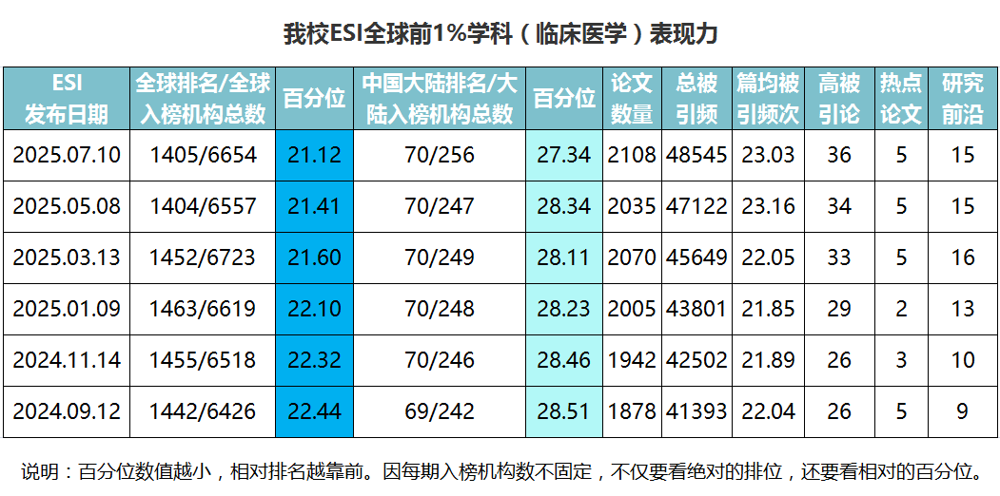 我校ESI全球前1%学科（临床医学）表现力
ESI 发布日期 全球排名/全球入榜机构总数 百分位 中国大陆排名/大陆入榜机构总数 百分位 论文数量 总被引频 篇均被引频次 高被引论 热点论文 研究前沿
2025.07.10 1405/6654 21.12 70/256 27.34 2108 48545 23.03 36 5 15
2025.05.08 1404/6557 21.41 70/247 28.34 2035 47122 23.16 34 5 15
2025.03.13 1452/6723 21.60 70/249 28.11 2070 45649 22.05 33 5 16
2025.01.09 1463/6619 22.10 70/248 28.23 2005 43801 21.85 29 2 13
2024.11.14 1455/6518 22.32 70/246 28.46 1942 42502 21.89 26 3 10
2024.09.12 1442/6426 22.44 69/242 28.51 1878 41393 22.04 26 5 9
说明：百分位数值越小，相对排名越靠前。因每期入榜机构数不固定，不仅要看绝对的排位，还要看相对的百分位。